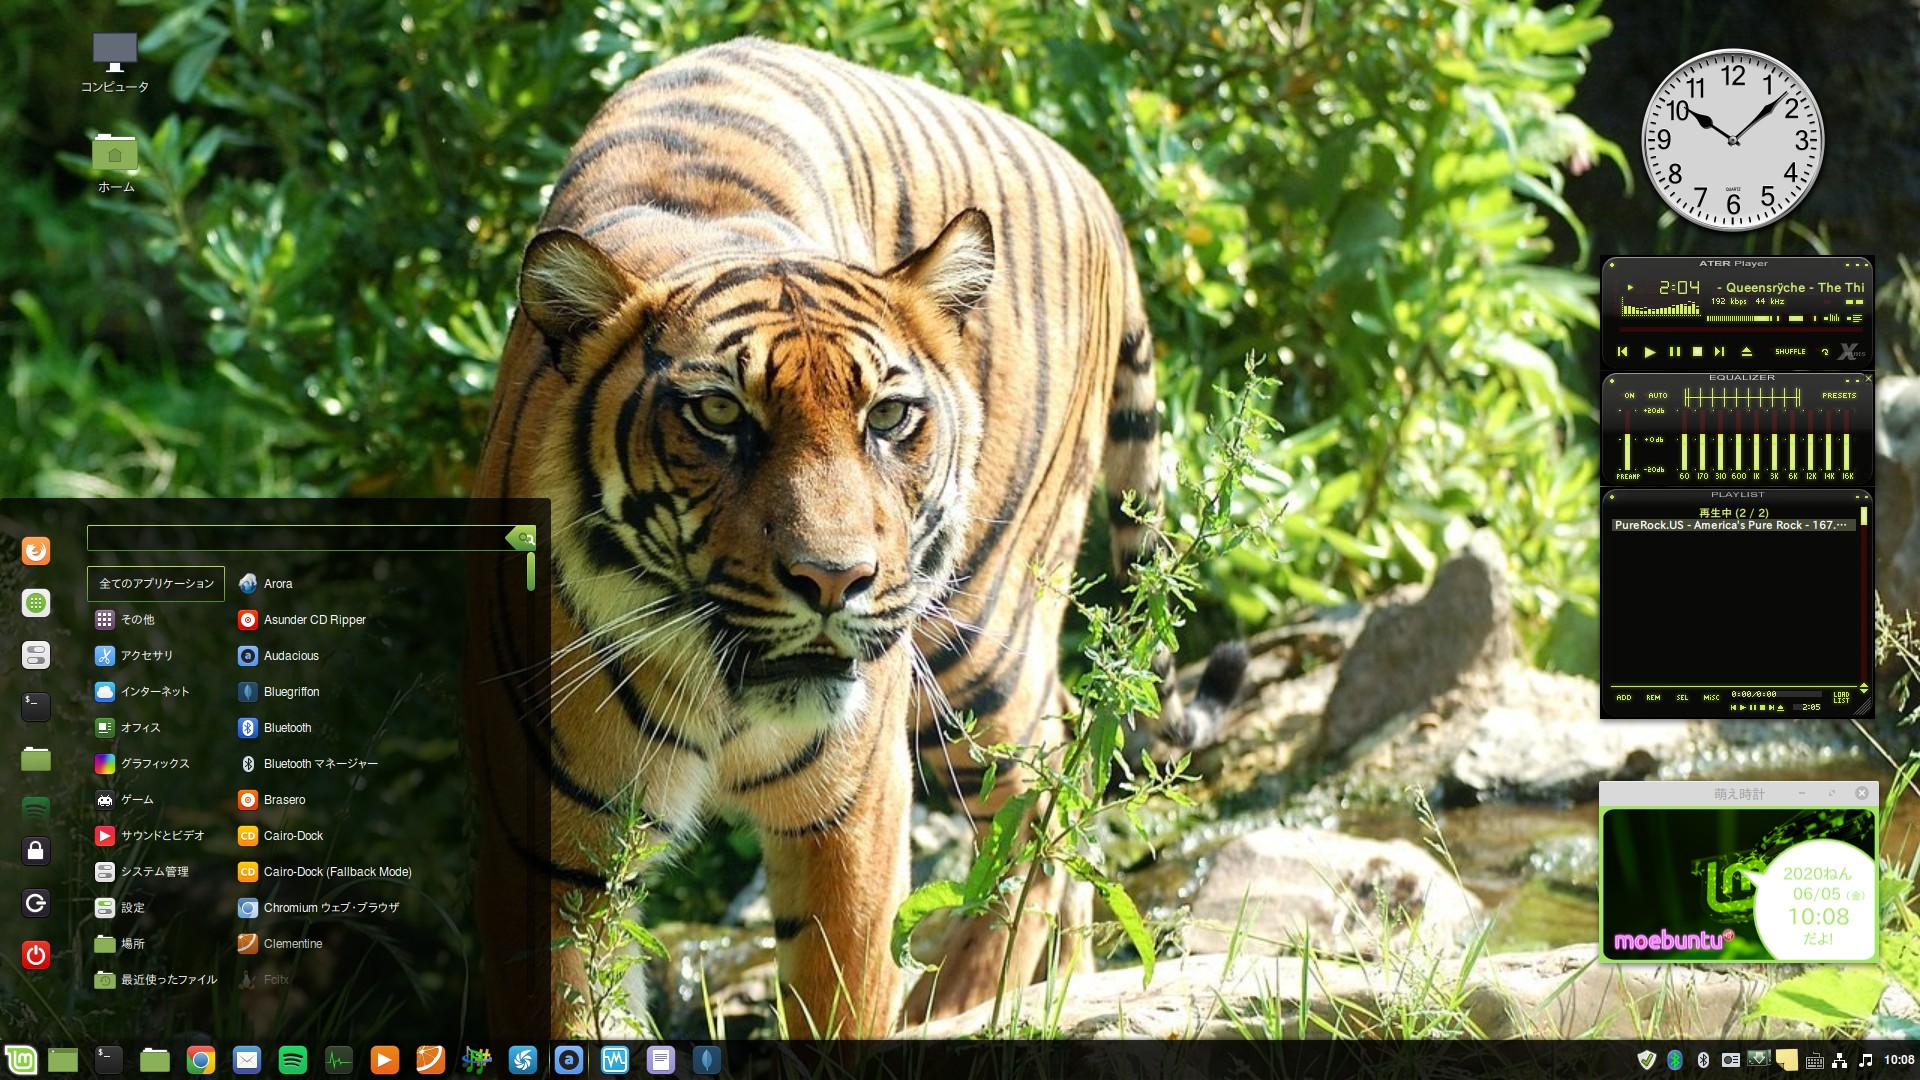 コンピュータ
ホーム
12
1
2
3
4
5
6
7
8
9
10
11
QUARTZ
ATBR Player
2:04 - Queensrÿche - The Thi
192 kbps 44 kHz
SHUFFLE
EQUALIZER
ON AUTO PRESETS
+20db
+0db
-20db
PREAMP 60 170 310 600 1K 3K 6K 12K 14K 16K
PLAYLIST
再生中 (2 / 2)
PureRock.US - America's Pure Rock - 167.…
ADD REM SEL MISC 0:00/0:00 LOAD LIST
2:05
全てのアプリケーション
その他
アクセサリ
インターネット
オフィス
グラフィックス
ゲーム
サウンドとビデオ
システム管理
設定
場所
最近使ったファイル
Arora
Asunder CD Ripper
Audacious
Bluegriffon
Bluetooth
Bluetooth マネージャー
Brasero
CD Cairo-Dock
CD Cairo-Dock (Fallback Mode)
Chromium ウェブ・ブラウザ
Clementine
Fcitx
萌え時計
moebuntu
2020ねん
06/05 (金)
10:08
だよ!
10:08